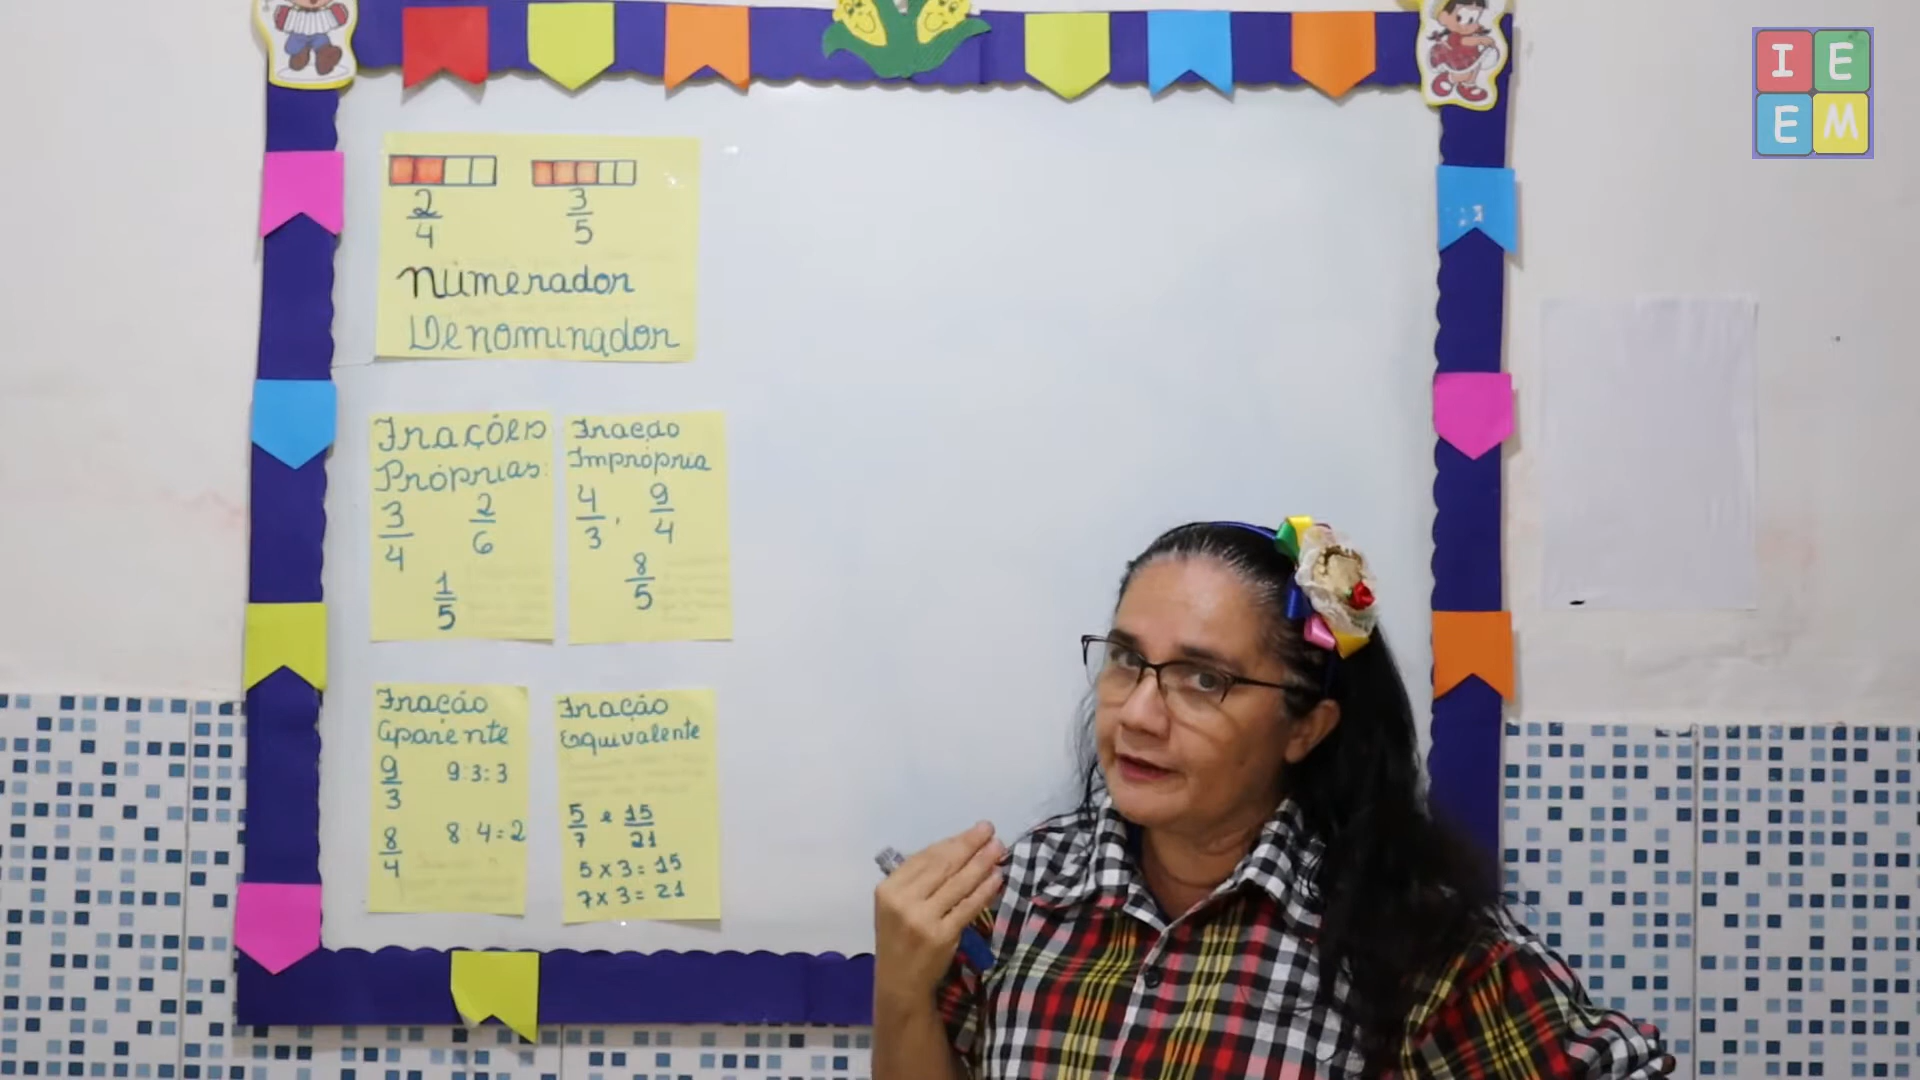 2/4 3/5
Numerador
Denominador
Frações
Próprias:
3/4 2/6
1/5
Fração
Imprópria
4/3, 9/4
8/5
Fração
Aparente
9/3 9:3:3
8/4 8:4=2
Fração
Equivalente
5/7 e 15/21
5x3=15
7x3=21
I E
E M